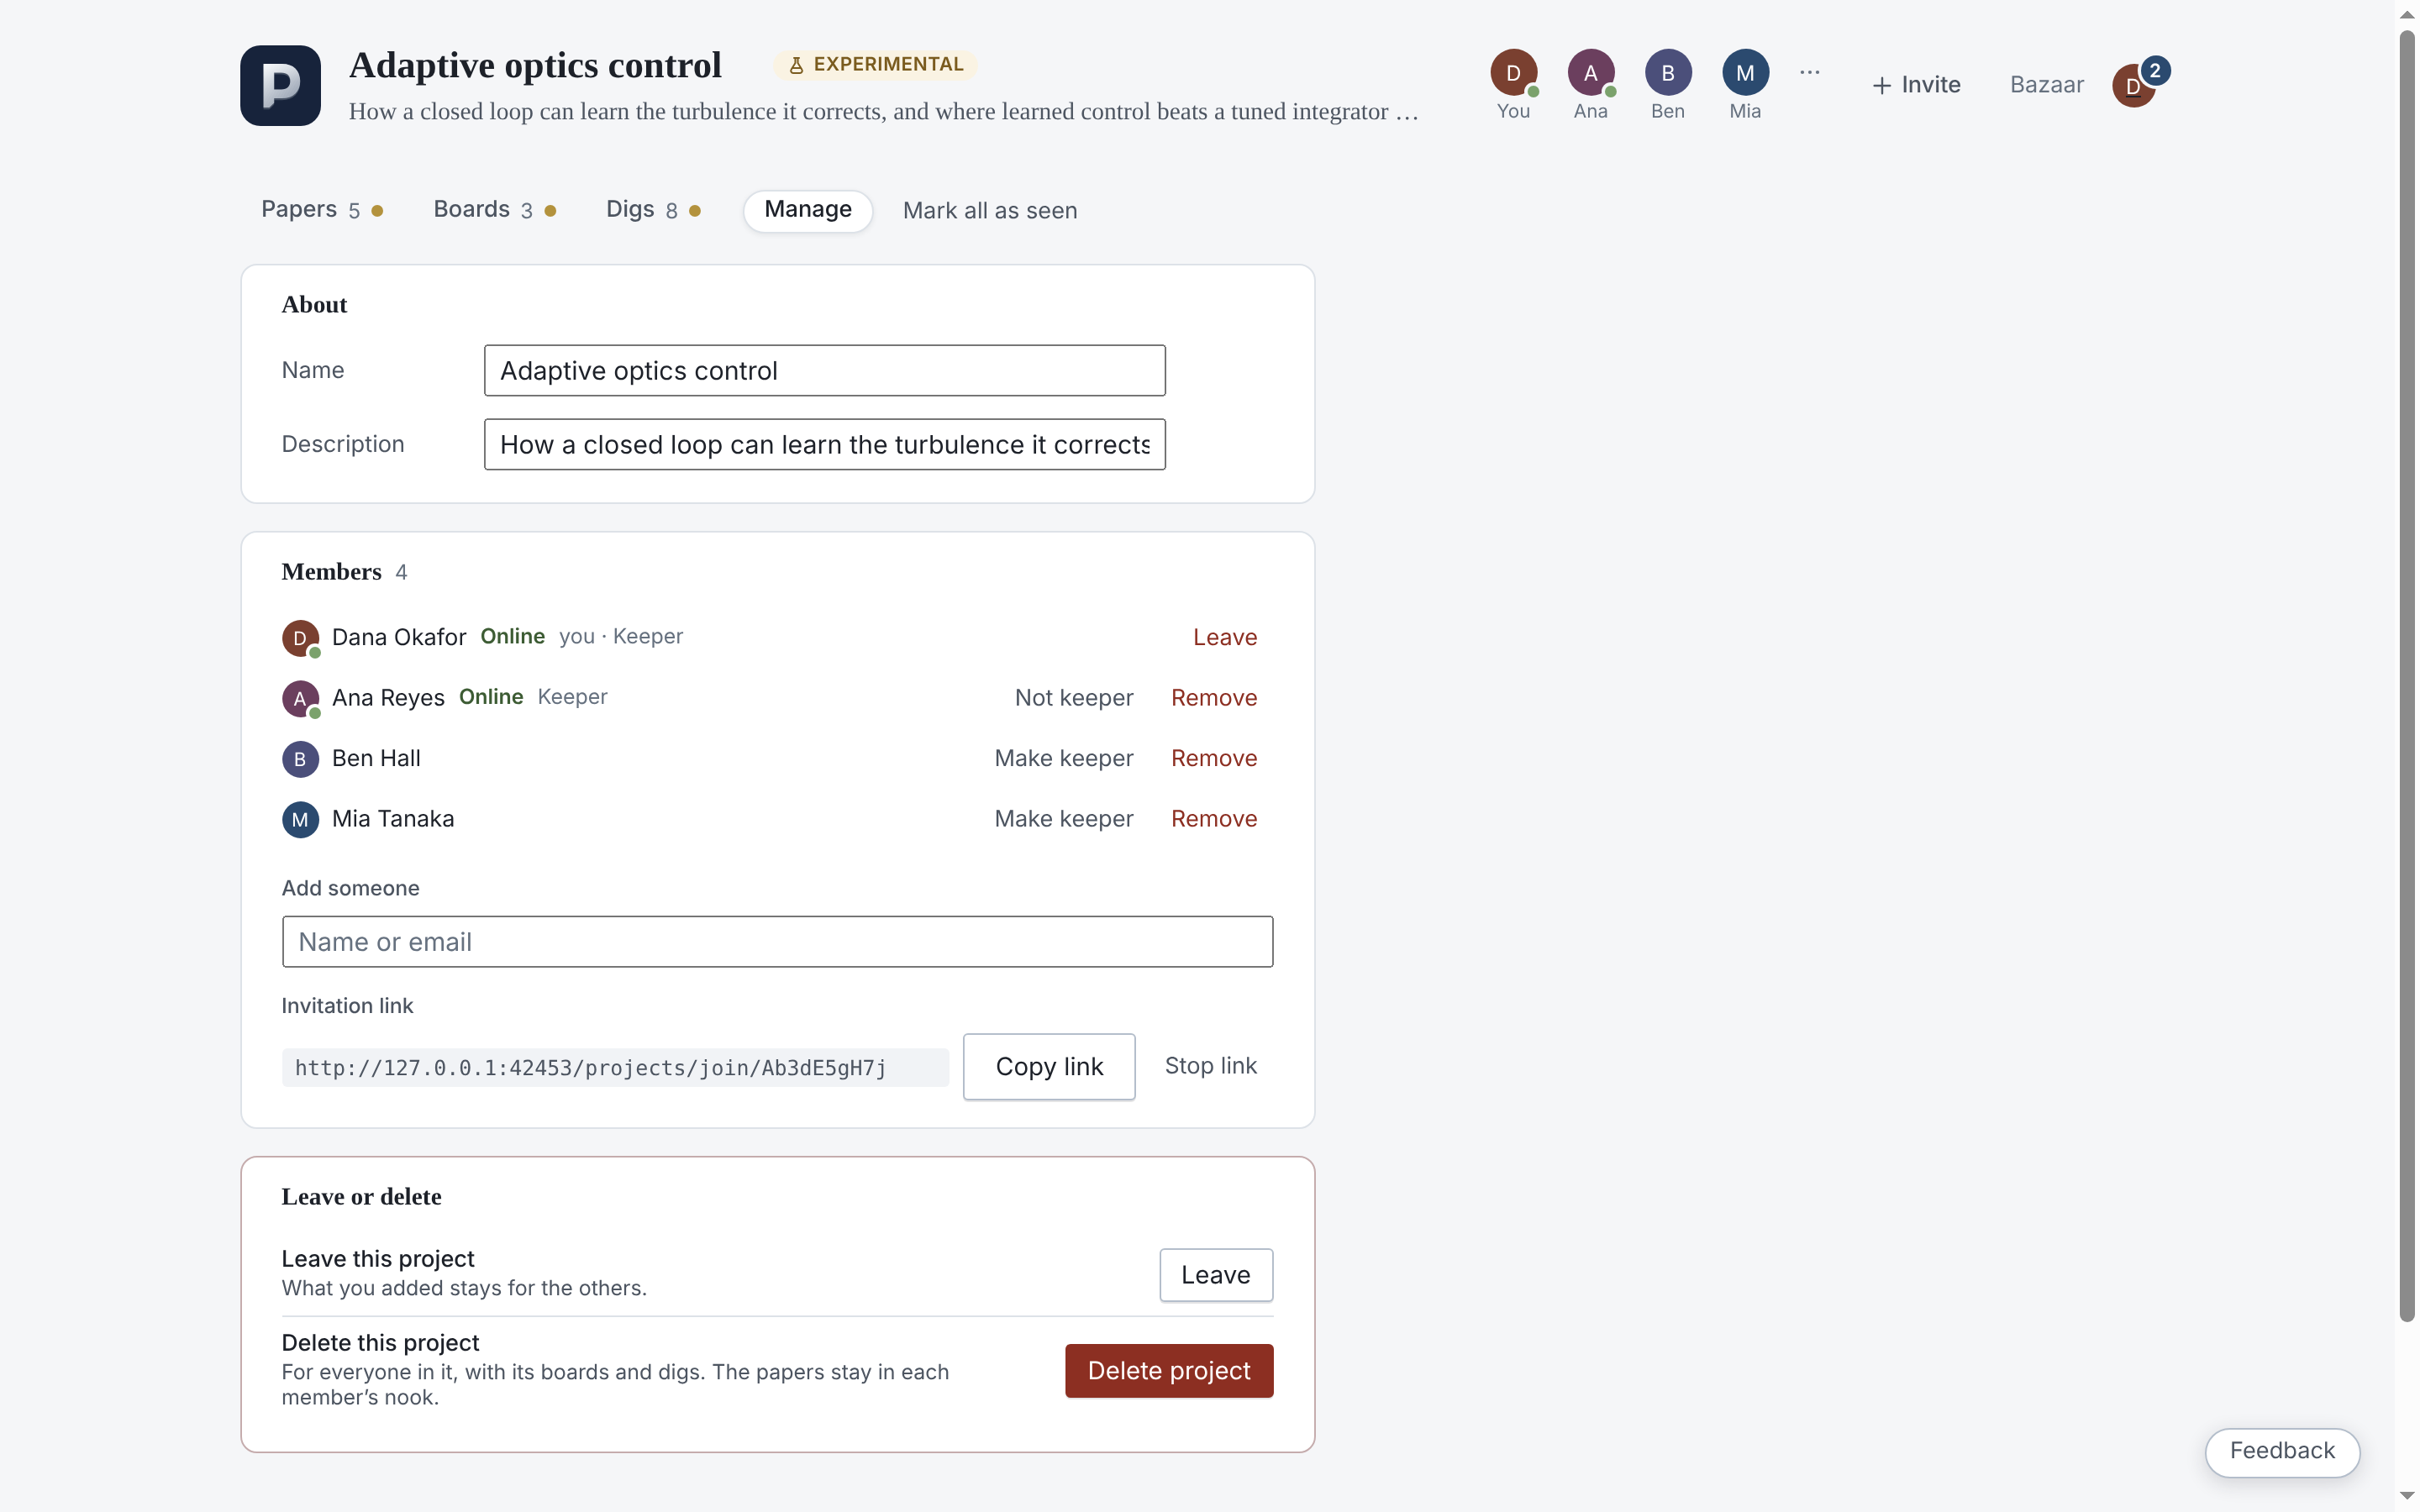 P
Adaptive optics control
EXPERIMENTAL
How a closed loop can learn the turbulence it corrects, and where learned control beats a tuned integrator …
D
You
A
Ana
B
Ben
M
Mia
···
+ Invite
Bazaar
D
2
Papers 5
Boards 3
Digs 8
Manage
Mark all as seen
About
Name
Adaptive optics control
Description
How a closed loop can learn the turbulence it corrects
Members 4
D Dana Okafor Online you · Keeper Leave
A Ana Reyes Online Keeper Not keeper Remove
B Ben Hall Make keeper Remove
M Mia Tanaka Make keeper Remove
Add someone
Name or email
Invitation link
http://127.0.0.1:42453/projects/join/Ab3dE5gH7j
Copy link
Stop link
Leave or delete
Leave this project
What you added stays for the others.
Leave
Delete this project
For everyone in it, with its boards and digs. The papers stay in each
member’s nook.
Delete project
Feedback